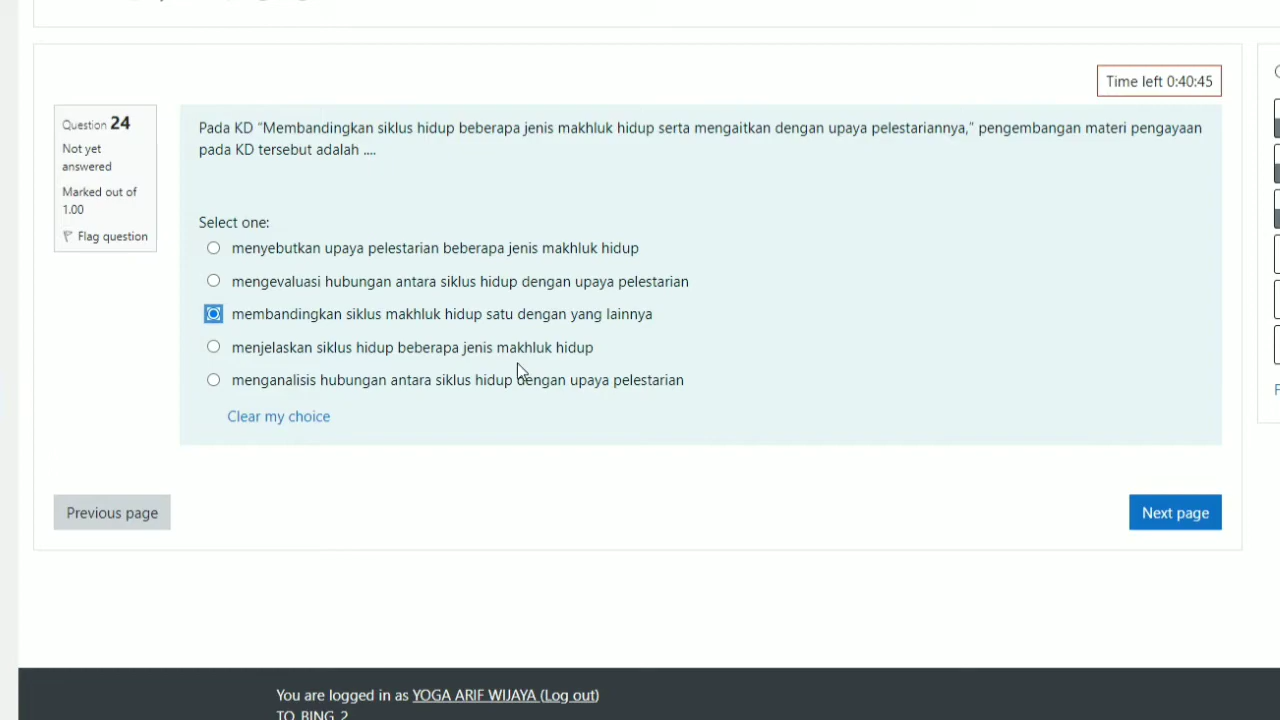 Time left 0:40:45
Question 24
Not yet
answered
Marked out of
1.00
Flag question
Pada KD "Membandingkan siklus hidup beberapa jenis makhluk hidup serta mengaitkan dengan upaya pelestariannya," pengembangan materi pengayaan
pada KD tersebut adalah ....
Select one:
menyebutkan upaya pelestarian beberapa jenis makhluk hidup
mengevaluasi hubungan antara siklus hidup dengan upaya pelestarian
membandingkan siklus makhluk hidup satu dengan yang lainnya
menjelaskan siklus hidup beberapa jenis makhluk hidup
menganalisis hubungan antara siklus hidup dengan upaya pelestarian
Clear my choice
Previous page
Next page
You are logged in as YOGA ARIF WIJAYA (Log out)
TO_BING_2